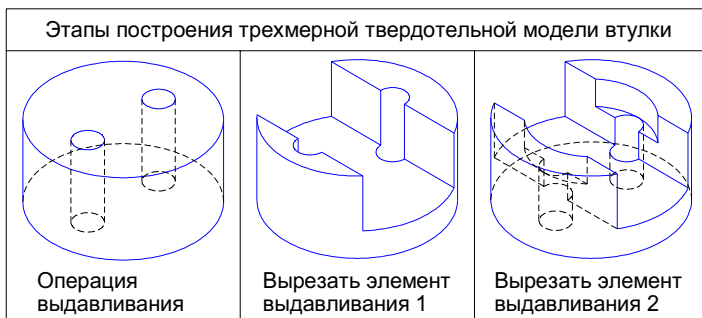 Этапы построения трехмерной твердотельной модели втулки
Операция
выдавливания
Вырезать элемент
выдавливания 1
Вырезать элемент
выдавливания 2